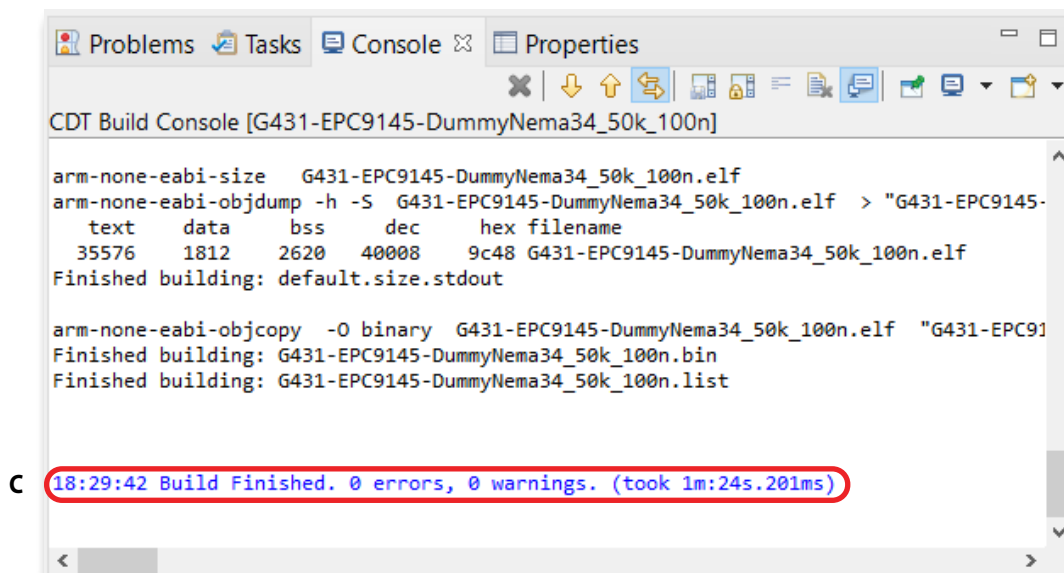 Problems Tasks Console Properties
CDT Build Console [G431-EPC9145-DummyNema34_50k_100n]
arm-none-eabi-size G431-EPC9145-DummyNema34_50k_100n.elf
arm-none-eabi-objdump -h -S G431-EPC9145-DummyNema34_50k_100n.elf > "G431-EPC9145-
text data bss dec hex filename
35576 1812 2620 40008 9c48 G431-EPC9145-DummyNema34_50k_100n.elf
Finished building: default.size.stdout
arm-none-eabi-objcopy -O binary G431-EPC9145-DummyNema34_50k_100n.elf "G431-EPC91
Finished building: G431-EPC9145-DummyNema34_50k_100n.bin
Finished building: G431-EPC9145-DummyNema34_50k_100n.list
C 18:29:42 Build Finished. 0 errors, 0 warnings. (took 1m:24s.201ms)